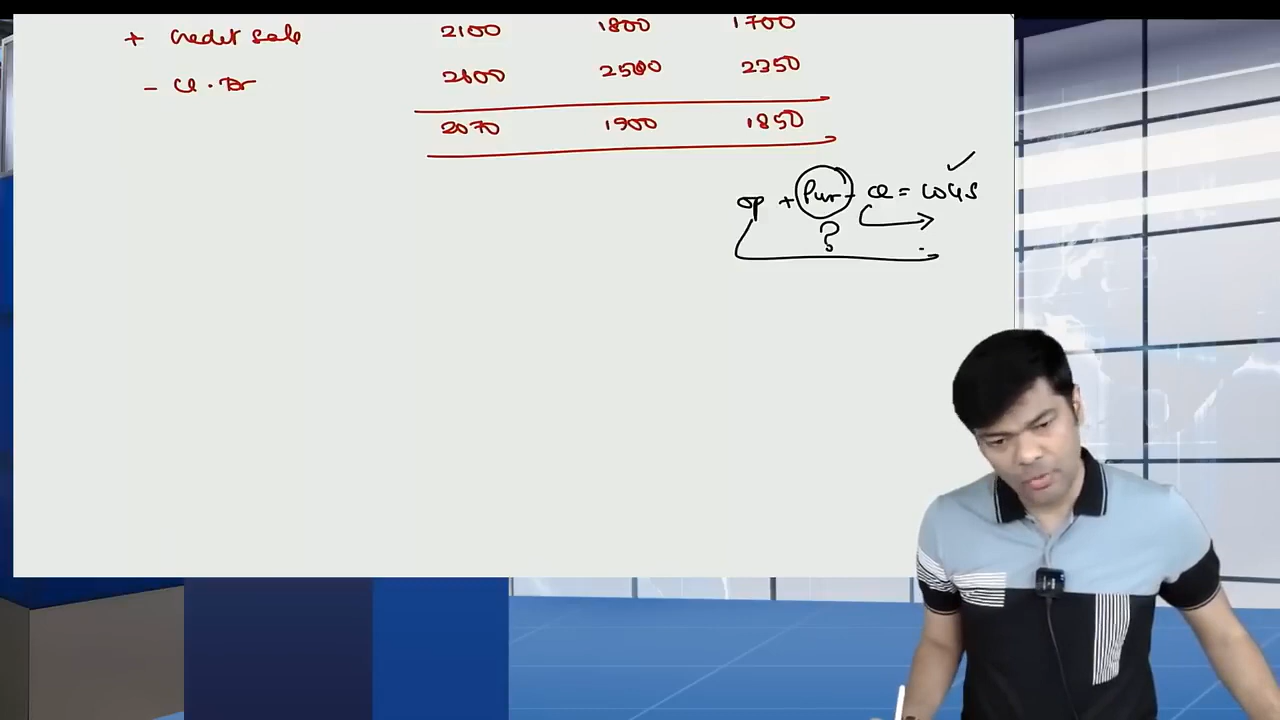 + Credit sale 2100 1800 1700
- Cl. Dr 2600 2500 2350
2070 1900 1850
op + Pur - Cl = COGS ✓
?